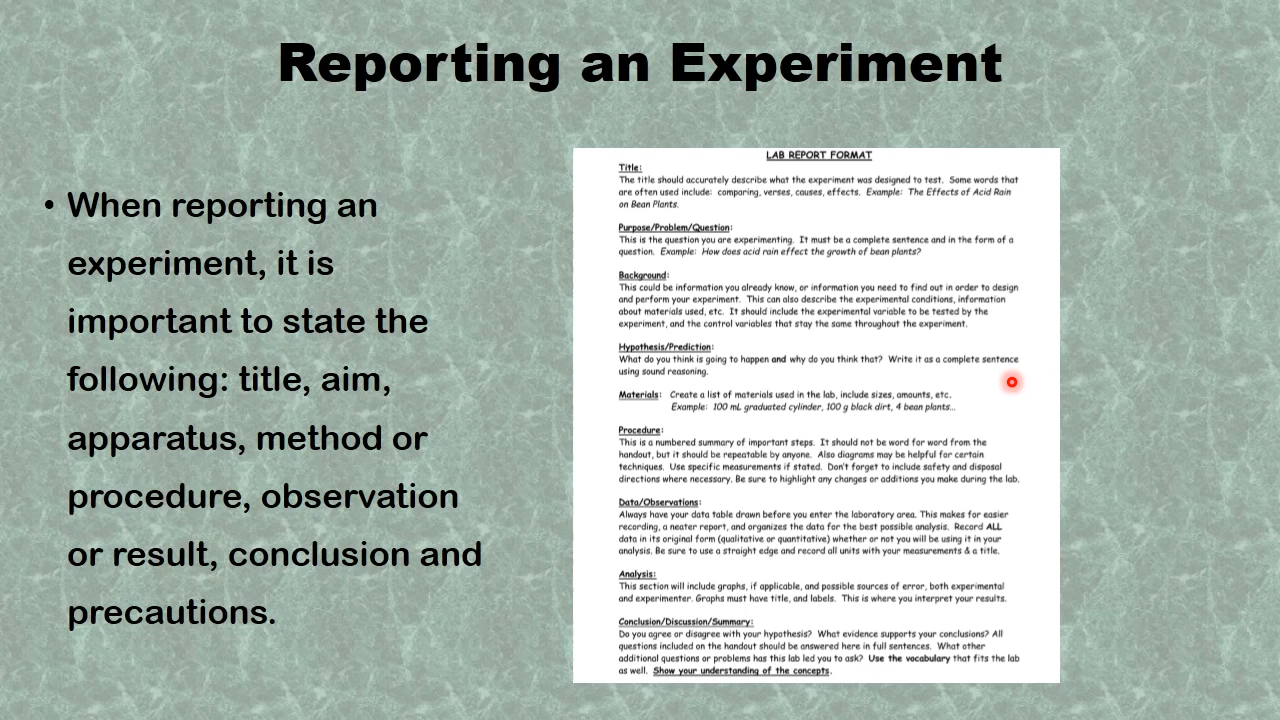 Reporting an Experiment
• When reporting an
experiment, it is
important to state the
following: title, aim,
apparatus, method or
procedure, observation
or result, conclusion and
precautions.
LAB REPORT FORMAT
Title:
The title should accurately describe what the experiment was designed to test. Some words that
are often used include: comparing, verses, causes, effects. Example: The Effects of Acid Rain
on Bean Plants.
Purpose/Problem/Question:
This is the question you are experimenting. It must be a complete sentence and in the form of a
question. Example: How does acid rain effect the growth of bean plants?
Background:
This could be information you already know, or information you need to find out in order to design
and perform your experiment. This can also describe the experimental conditions, information
about materials used, etc. It should include the experimental variable to be tested by the
experiment, and the control variables that stay the same throughout the experiment.
Hypothesis/Prediction:
What do you think is going to happen and why do you think that? Write it as a complete sentence
using sound reasoning.
Materials: Create a list of materials used in the lab, include sizes, amounts, etc.
Example: 100 mL graduated cylinder, 100 g black dirt, 4 bean plants...
Procedure:
This is a numbered summary of important steps. It should not be word for word from the
handout, but it should be repeatable by anyone. Also diagrams may be helpful for certain
techniques. Use specific measurements if stated. Don't forget to include safety and disposal
directions where necessary. Be sure to highlight any changes or additions you make during the lab.
Data/Observations:
Always have your data table drawn before you enter the laboratory area. This makes for easier
recording, a neater report, and organizes the data for the best possible analysis. Record ALL
data in its original form (qualitative or quantitative) whether or not you will be using it in your
analysis. Be sure to use a straight edge and record all units with your measurements & a title.
Analysis:
This section will include graphs, if applicable, and possible sources of error, both experimental
and experimenter. Graphs must have title, and labels. This is where you interpret your results.
Conclusion/Discussion/Summary:
Do you agree or disagree with your hypothesis? What evidence supports your conclusions? All
questions included on the handout should be answered here in full sentences. What other
additional questions or problems has this lab led you to ask? Use the vocabulary that fits the lab
as well. Show your understanding of the concepts.